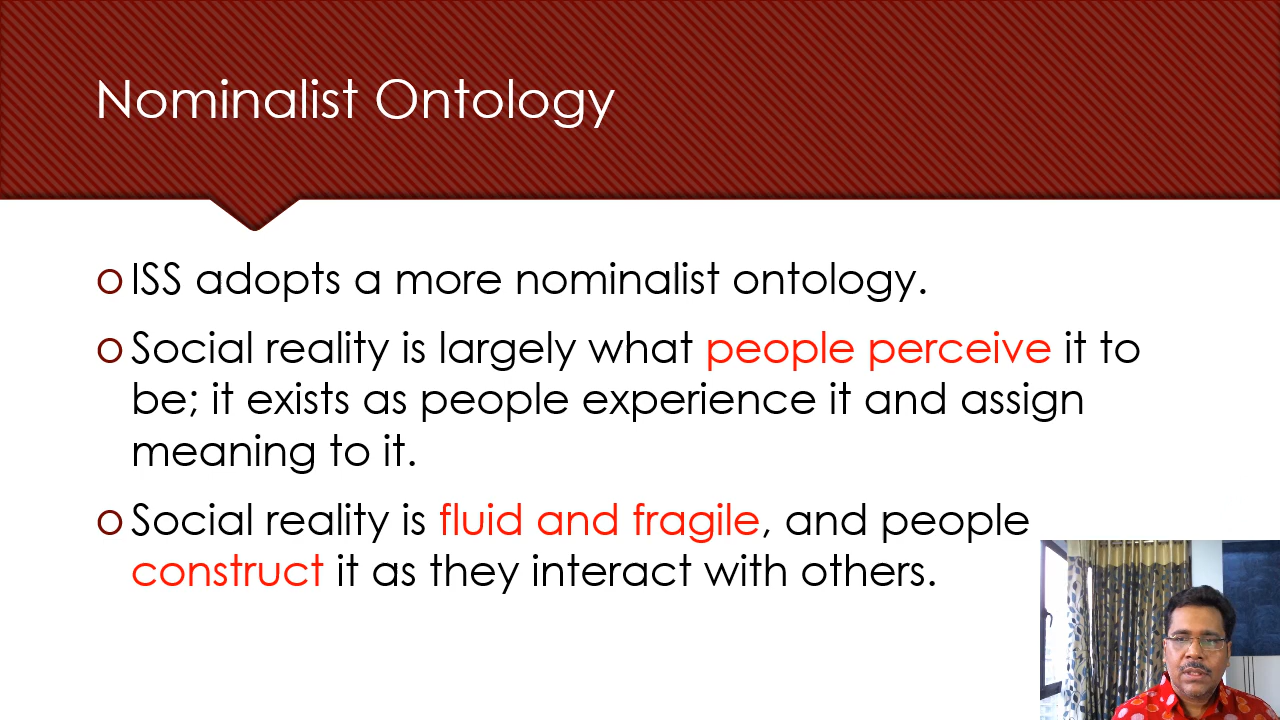 Nominalist Ontology
o ISS adopts a more nominalist ontology.
o Social reality is largely what people perceive it to
be; it exists as people experience it and assign
meaning to it.
o Social reality is fluid and fragile, and people
construct it as they interact with others.